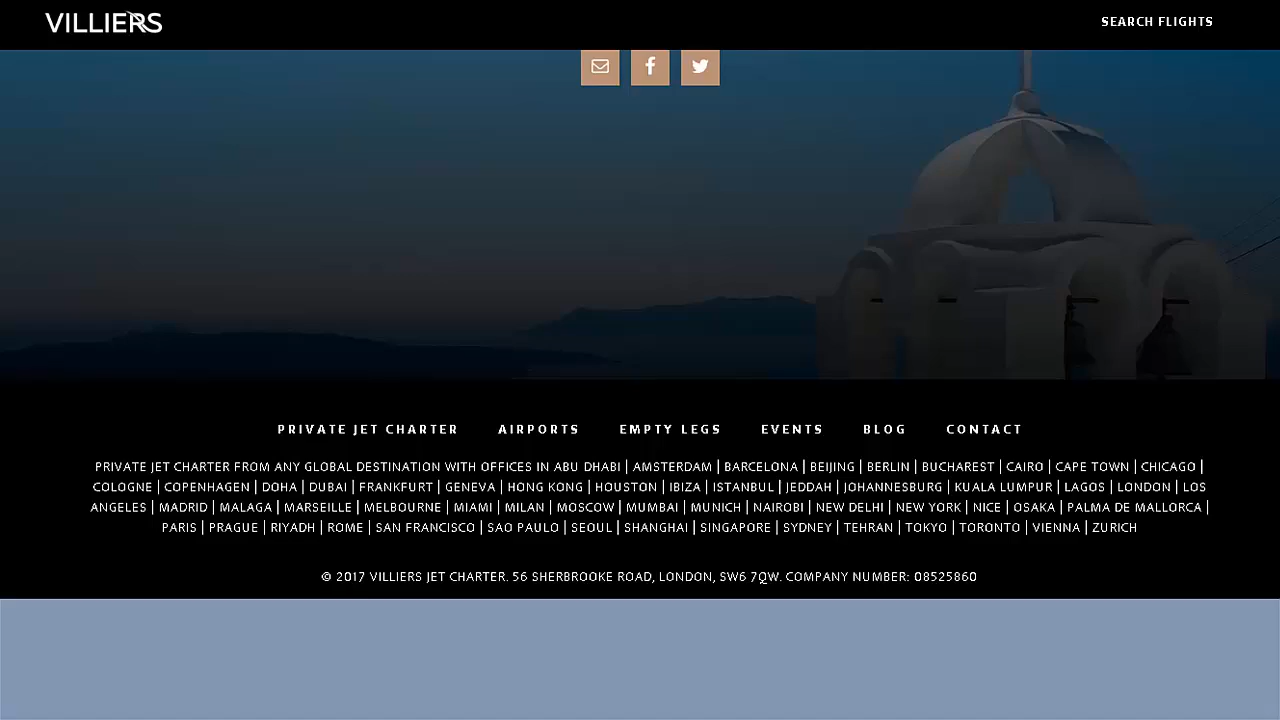 VILLIERS
SEARCH FLIGHTS
PRIVATE JET CHARTER AIRPORTS EMPTY LEGS EVENTS BLOG CONTACT
PRIVATE JET CHARTER FROM ANY GLOBAL DESTINATION WITH OFFICES IN ABU DHABI | AMSTERDAM | BARCELONA | BEIJING | BERLIN | BUCHAREST | CAIRO | CAPE TOWN | CHICAGO |
COLOGNE | COPENHAGEN | DOHA | DUBAI | FRANKFURT | GENEVA | HONG KONG | HOUSTON | IBIZA | ISTANBUL | JEDDAH | JOHANNESBURG | KUALA LUMPUR | LAGOS | LONDON | LOS
ANGELES | MADRID | MALAGA | MARSEILLE | MELBOURNE | MIAMI | MILAN | MOSCOW | MUMBAI | MUNICH | NAIROBI | NEW DELHI | NEW YORK | NICE | OSAKA | PALMA DE MALLORCA |
PARIS | PRAGUE | RIYADH | ROME | SAN FRANCISCO | SAO PAULO | SEOUL | SHANGHAI | SINGAPORE | SYDNEY | TEHRAN | TOKYO | TORONTO | VIENNA | ZURICH
© 2017 VILLIERS JET CHARTER. 56 SHERBROOKE ROAD, LONDON, SW6 7QW. COMPANY NUMBER: 08525860